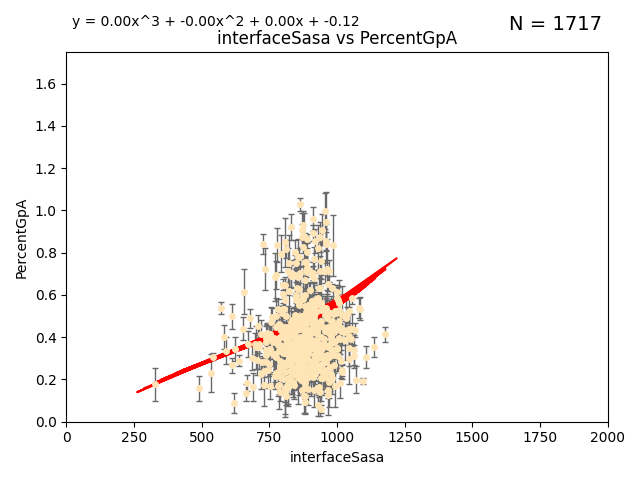 y = 0.00x^3 + -0.00x^2 + 0.00x + -0.12
N = 1717
interfaceSasa vs PercentGpA
PercentGpA
1.6
1.4
1.2
1.0
0.8
0.6
0.4
0.2
0.0
0 250 500 750 1000 1250 1500 1750 2000
interfaceSasa